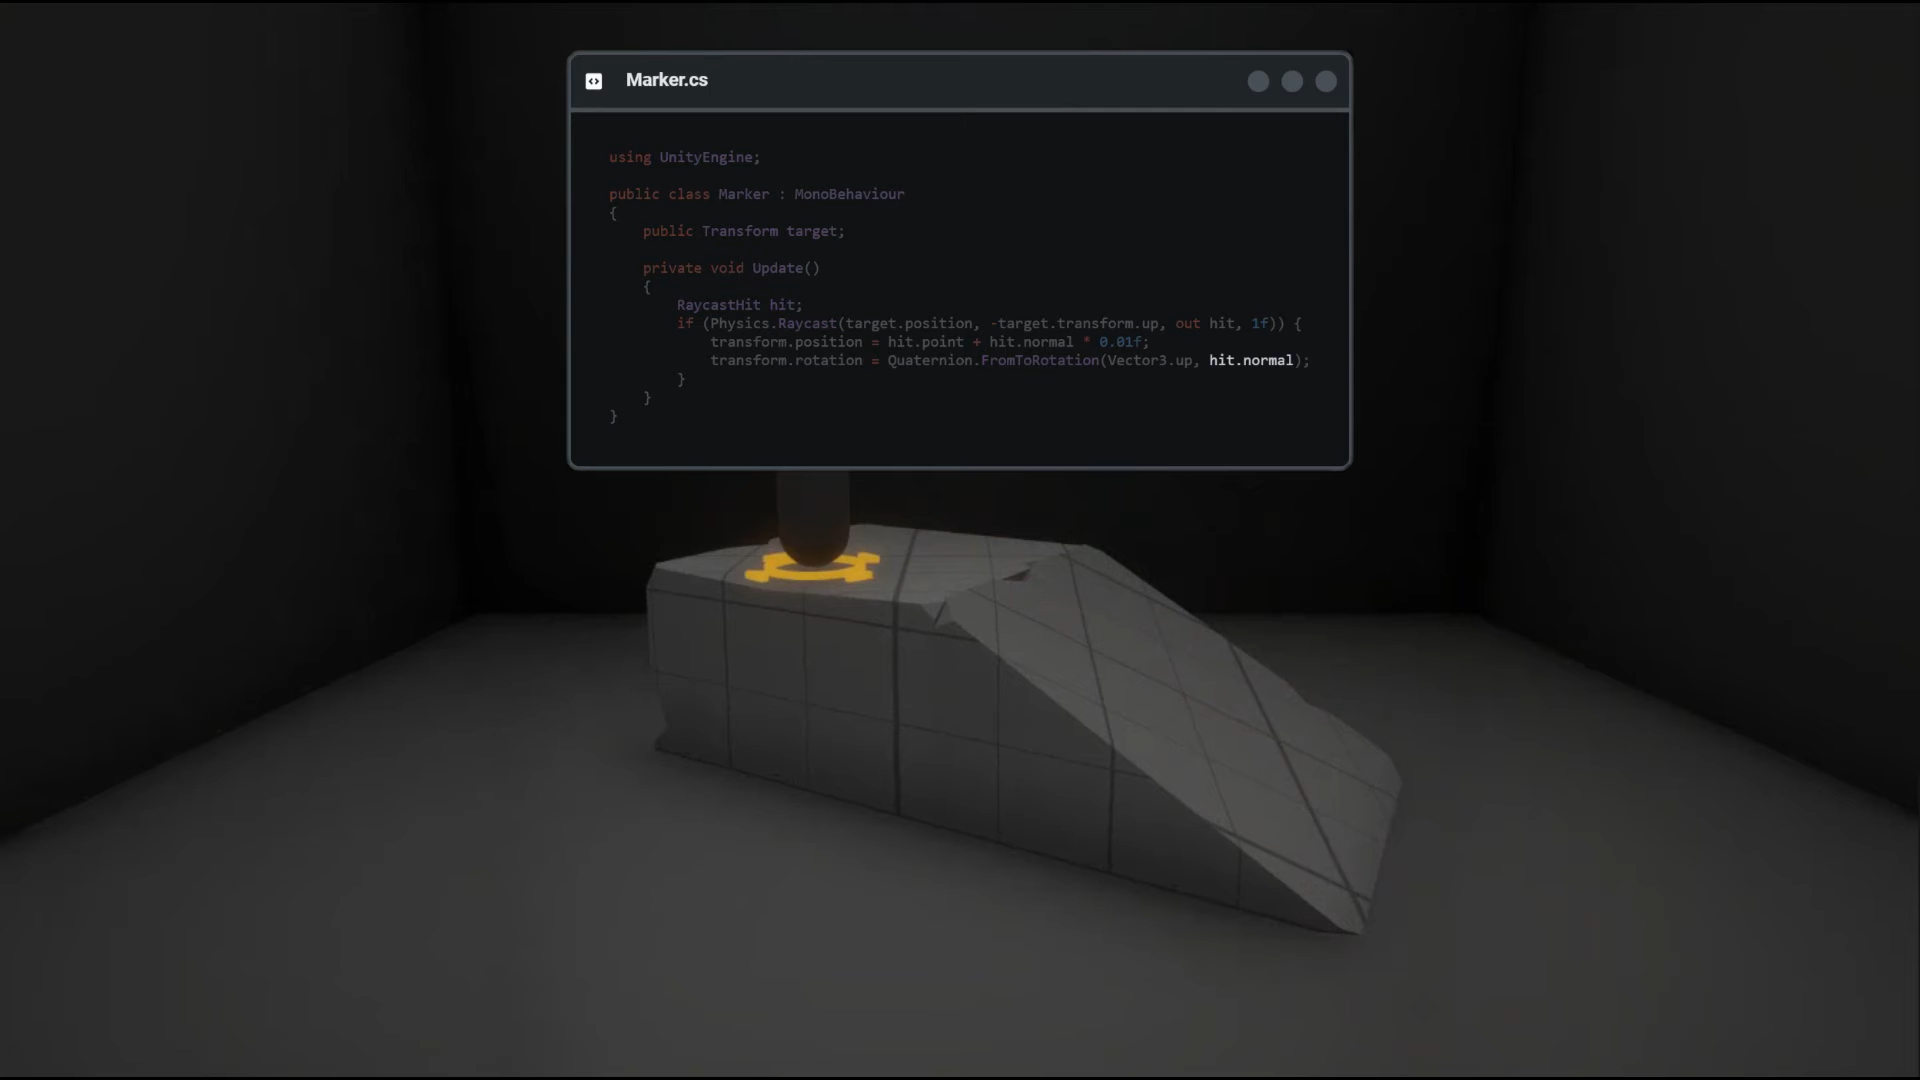 Marker.cs
using UnityEngine;
public class Marker : MonoBehaviour
{
public Transform target;
private void Update()
{
RaycastHit hit;
if (Physics.Raycast(target.position, -target.transform.up, out hit, 1f)) {
transform.position = hit.point + hit.normal * 0.01f;
transform.rotation = Quaternion.FromToRotation(Vector3.up, hit.normal);
}
}
}